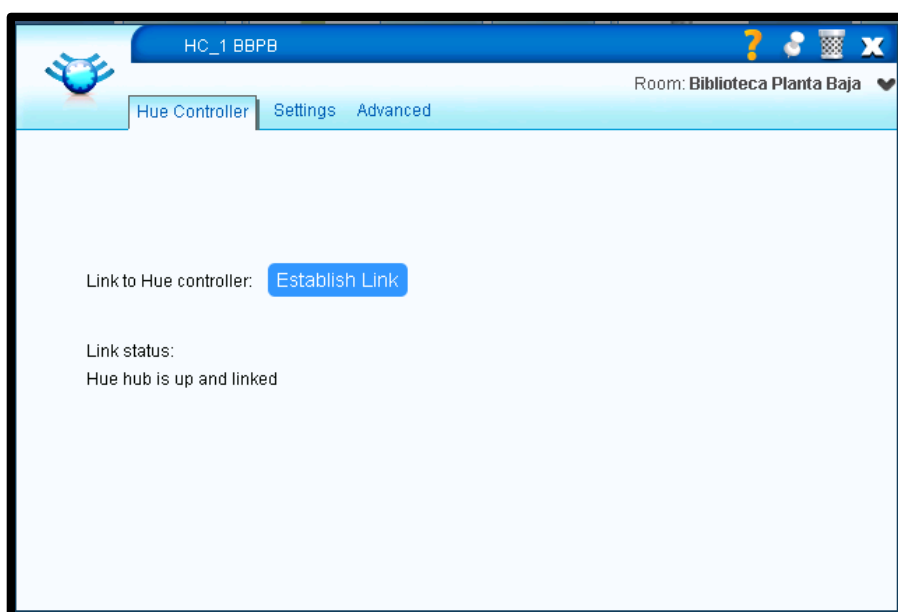 HC_1 BBPB
Room: Biblioteca Planta Baja
Hue Controller Settings Advanced
Link to Hue controller: Establish Link
Link status:
Hue hub is up and linked